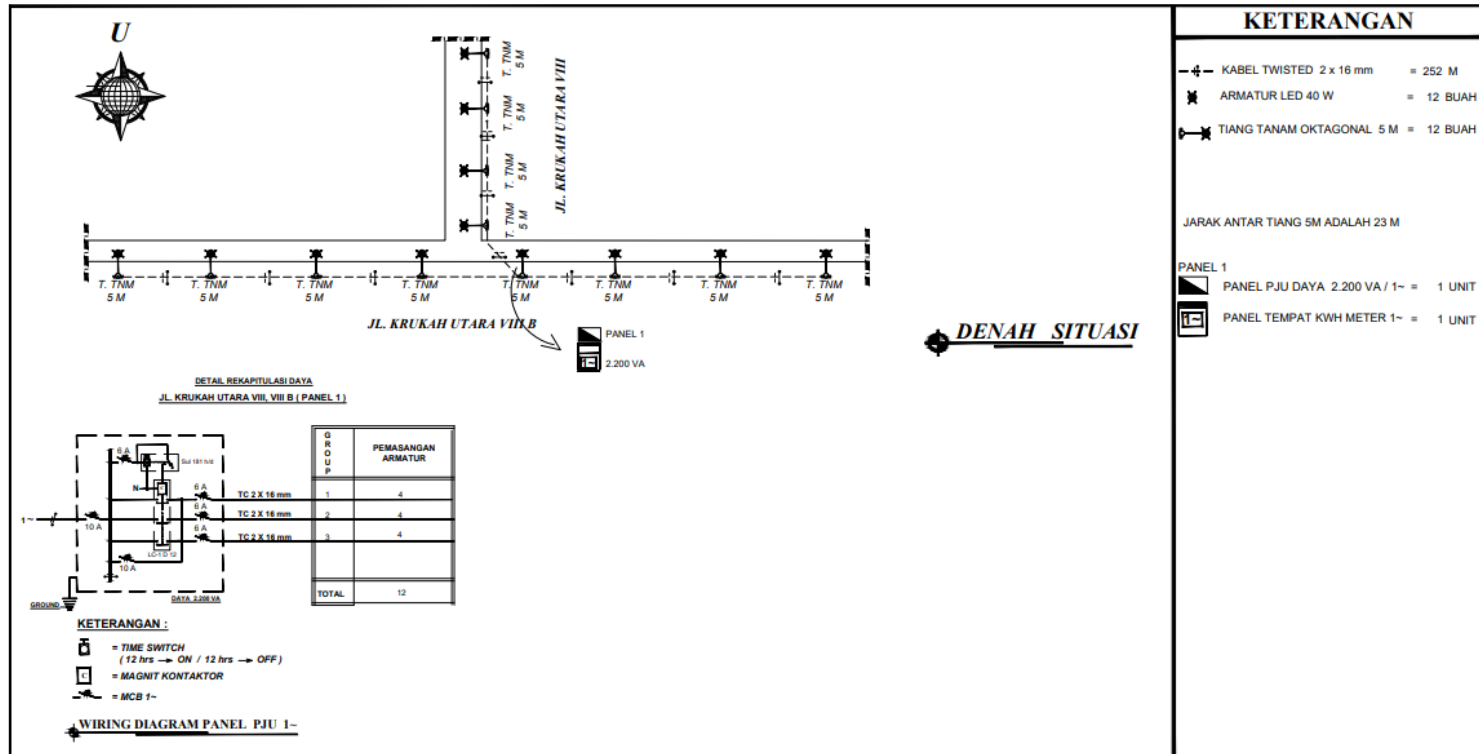 U
T. TNM
5 M
T. TNM
5 M
T. TNM
5 M
T. TNM
5 M
JL. KRUKAH UTARA VIII
T. TNM
5 M
T. TNM
5 M
T. TNM
5 M
T. TNM
5 M
T. TNM
5 M
T. TNM
5 M
T. TNM
5 M
T. TNM
5 M
JL. KRUKAH UTARA VIII B
PANEL 1
1~
2.200 VA
DENAH SITUASI
DETAIL REKAPITULASI DAYA
JL. KRUKAH UTARA VIII, VIII B ( PANEL 1 )
6 A
Sul 181 h/d
N
C
6 A
TC 2 X 16 mm
6 A
TC 2 X 16 mm
6 A
TC 2 X 16 mm
1~
10 A
LC-1 D 12
10 A
GROUND
DAYA 2.200 VA
GROUP
PEMASANGAN
ARMATUR
1 4
2 4
3 4
TOTAL 12
KETERANGAN :
= TIME SWITCH
( 12 hrs → ON / 12 hrs → OFF )
C = MAGNIT KONTAKTOR
= MCB 1~
WIRING DIAGRAM PANEL PJU 1~
KETERANGAN
KABEL TWISTED 2 x 16 mm = 252 M
ARMATUR LED 40 W = 12 BUAH
TIANG TANAM OKTAGONAL 5 M = 12 BUAH
JARAK ANTAR TIANG 5M ADALAH 23 M
PANEL 1
PANEL PJU DAYA 2.200 VA / 1~ = 1 UNIT
1~ PANEL TEMPAT KWH METER 1~ = 1 UNIT